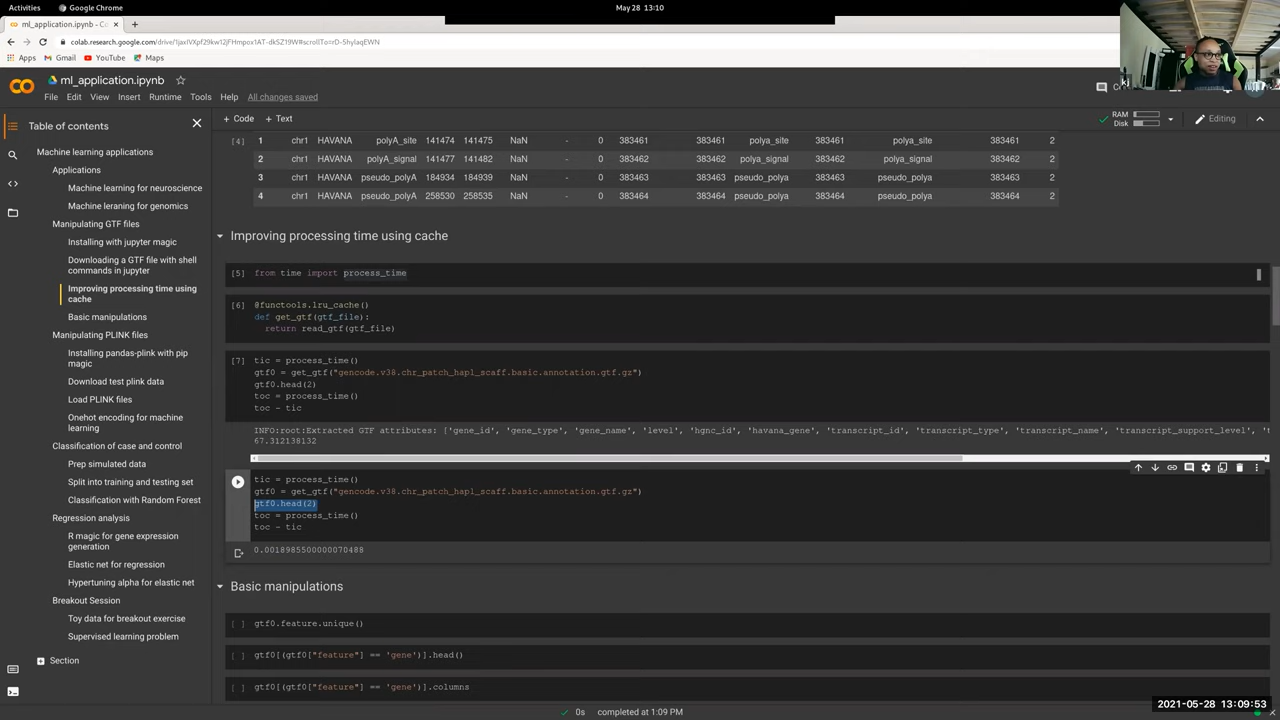 Activities
Google Chrome
May 28 13:10
ml_application.ipynb - Co
colab.research.google.com/drive/1jaxiVXpf29kw12jFHmpox1AT-dkSZ19W#scrollTo=rD-ShylaqEWN
Apps
Gmail
YouTube
Maps
ml_application.ipynb
File Edit View Insert Runtime Tools Help All changes saved
Table of contents
+ Code + Text
RAM
Disk
Editing
Machine learning applications
Applications
Machine learning for neuroscience
Machine leraning for genomics
Manipulating GTF files
Installing with jupyter magic
Downloading a GTF file with shell
commands in jupyter
Improving processing time using
cache
Basic manipulations
Manipulating PLINK files
Installing pandas-plink with pip
magic
Download test plink data
Load PLINK files
Onehot encoding for machine
learning
Classification of case and control
Prep simulated data
Split into training and testing set
Classification with Random Forest
Regression analysis
R magic for gene expression
generation
Elastic net for regression
Hypertuning alpha for elastic net
Breakout Session
Toy data for breakout exercise
Supervised learning problem
Section
[4] 1 chr1 HAVANA polyA_site 141474 141475 NaN - 0 383461 383461 polya_site 383461 polya_site 383461 2
2 chr1 HAVANA polyA_signal 141477 141482 NaN - 0 383462 383462 polya_signal 383462 polya_signal 383462 2
3 chr1 HAVANA pseudo_polyA 184934 184939 NaN - 0 383463 383463 pseudo_polya 383463 pseudo_polya 383463 2
4 chr1 HAVANA pseudo_polyA 258530 258535 NaN - 0 383464 383464 pseudo_polya 383464 pseudo_polya 383464 2
Improving processing time using cache
[5] from time import process_time
[6] @functools.lru_cache()
def get_gtf(gtf_file):
return read_gtf(gtf_file)
[7] tic = process_time()
gtf0 = get_gtf("gencode.v38.chr_patch_hapl_scaff.basic.annotation.gtf.gz")
gtf0.head(2)
toc = process_time()
toc - tic
INFO:root:Extracted GTF attributes: ['gene_id', 'gene_type', 'gene_name', 'level', 'hgnc_id', 'havana_gene', 'transcript_id', 'transcript_type', 'transcript_name', 'transcript_support_level', 't
67.312138132
tic = process_time()
gtf0 = get_gtf("gencode.v38.chr_patch_hapl_scaff.basic.annotation.gtf.gz")
gtf0.head(2)
toc = process_time()
toc - tic
0.0018985500000070488
Basic manipulations
[ ] gtf0.feature.unique()
[ ] gtf0[(gtf0["feature"] == 'gene')].head()
[ ] gtf0[(gtf0["feature"] == 'gene')].columns
0s completed at 1:09 PM
2021-05-28 13:09:53